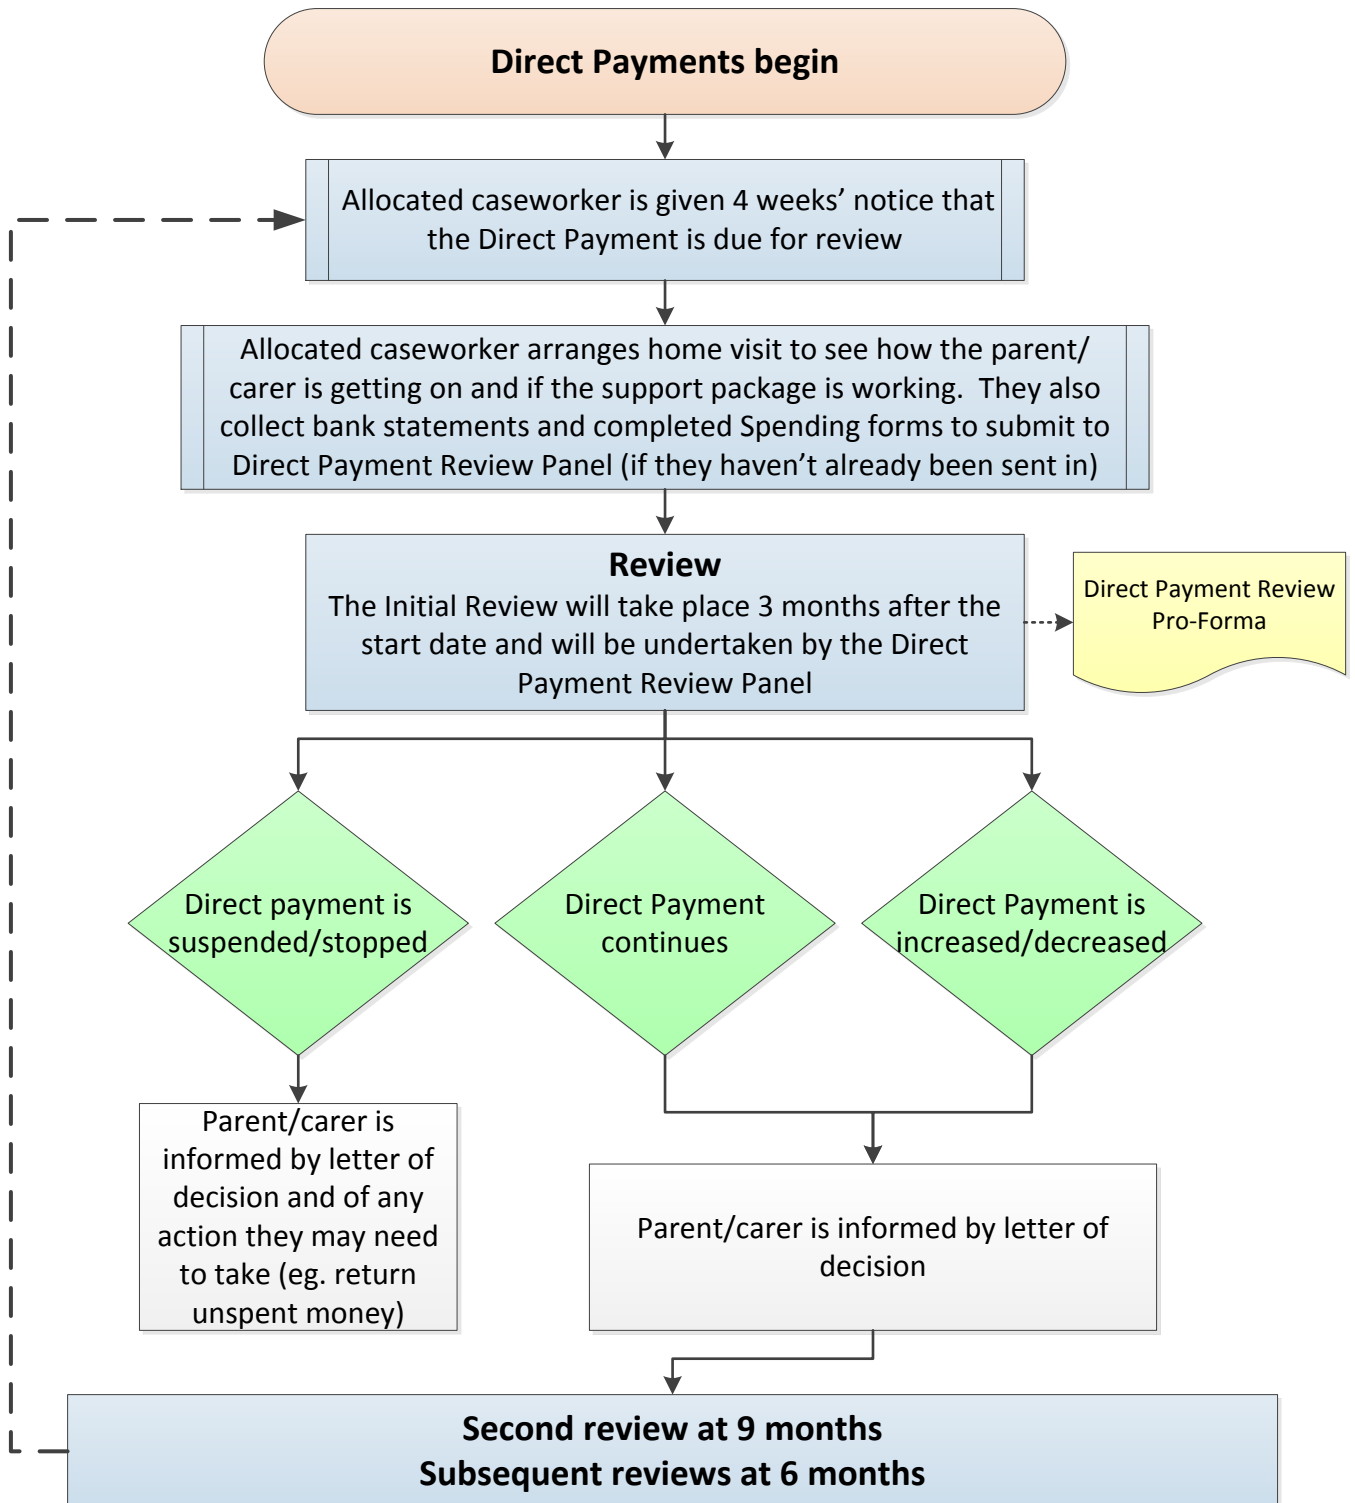 Direct Payments begin
Allocated caseworker is given 4 weeks’ notice that
the Direct Payment is due for review
Allocated caseworker arranges home visit to see how the parent/
carer is getting on and if the support package is working.  They also
collect bank statements and completed Spending forms to submit to
Direct Payment Review Panel (if they haven’t already been sent in)
Review
The Initial Review will take place 3 months after the
start date and will be undertaken by the Direct
Payment Review Panel
Direct Payment Review
Pro-Forma
Direct payment is
suspended/stopped
Direct Payment
continues
Direct Payment is
increased/decreased
Parent/carer is
informed by letter of
decision and of any
action they may need
to take (eg. return
unspent money)
Parent/carer is informed by letter of
decision
Second review at 9 months
Subsequent reviews at 6 months